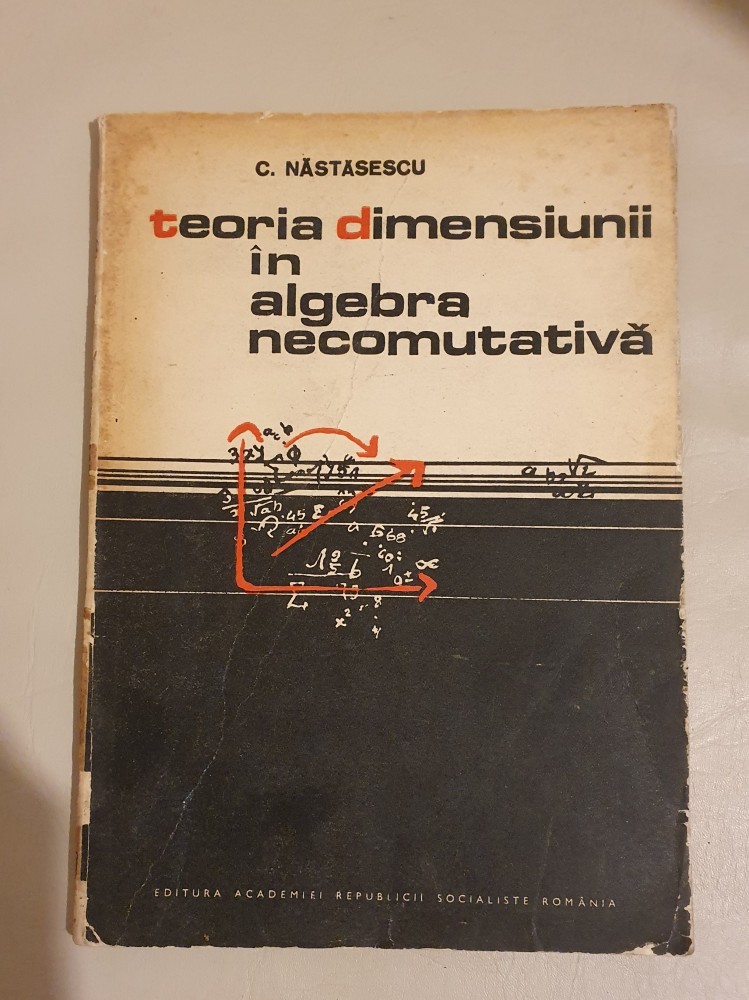 C. NĂSTĂSESCU
teoria dimensiunii
în
algebra
necomutativă
EDITURA ACADEMIEI REPUBLICII SOCIALISTE ROMÂNIA